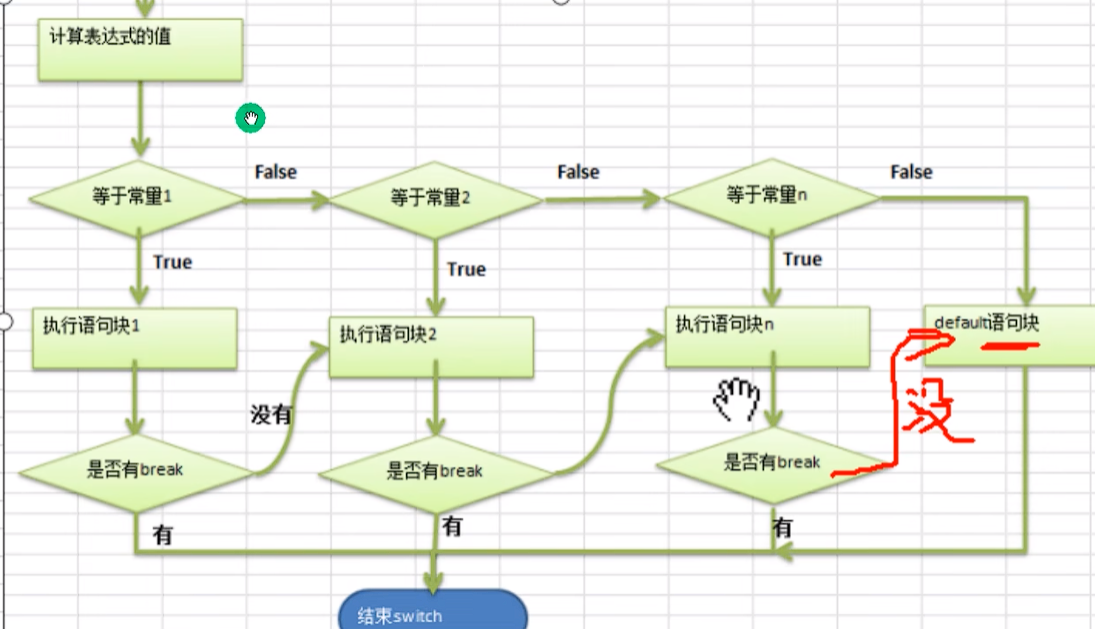 计算表达式的值
False
False
False
等于常量1
等于常量2
等于常量n
True
True
True
执行语句块1
执行语句块2
执行语句块n
default语句块
没有
没
是否有break
是否有break
是否有break
有
有
有
结束switch